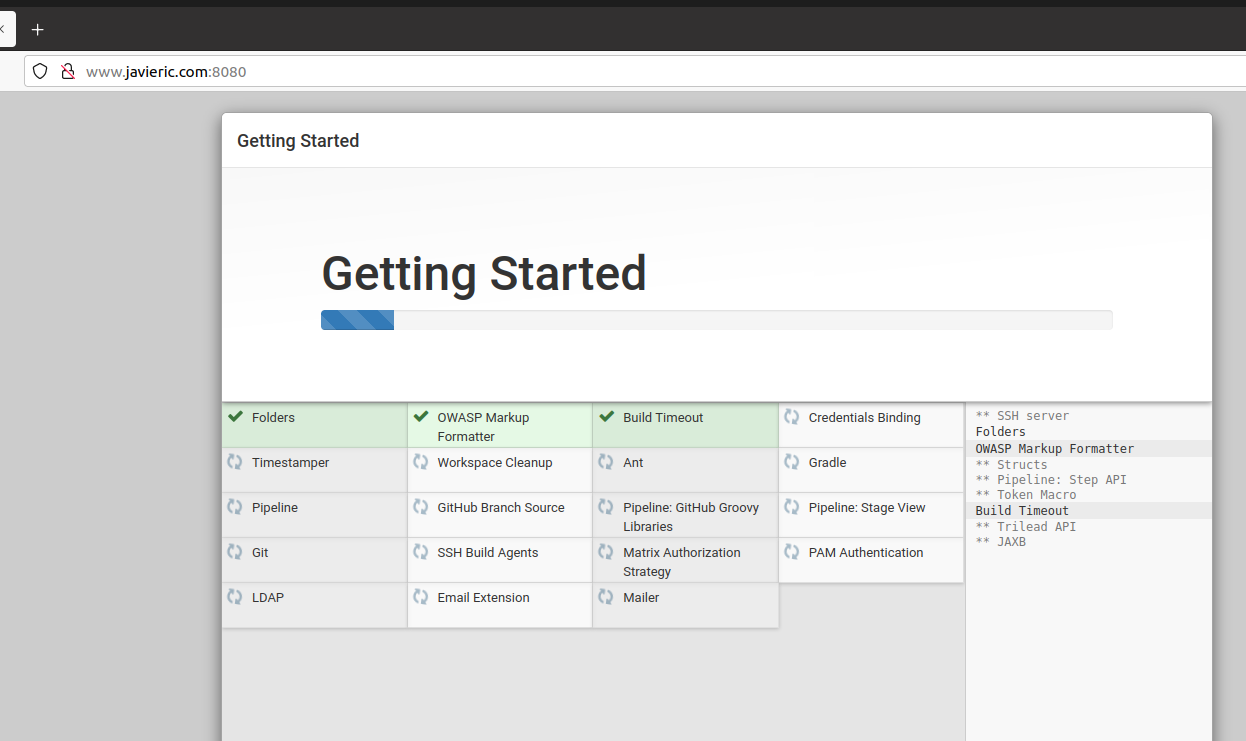 www.javieric.com:8080
Getting Started
Getting Started
Folders
OWASP Markup
Formatter
Build Timeout
Credentials Binding
Timestamper
Workspace Cleanup
Ant
Gradle
Pipeline
GitHub Branch Source
Pipeline: GitHub Groovy
Libraries
Pipeline: Stage View
Git
SSH Build Agents
Matrix Authorization
Strategy
PAM Authentication
LDAP
Email Extension
Mailer
** SSH server
Folders
OWASP Markup Formatter
** Structs
** Pipeline: Step API
** Token Macro
Build Timeout
** Trilead API
** JAXB